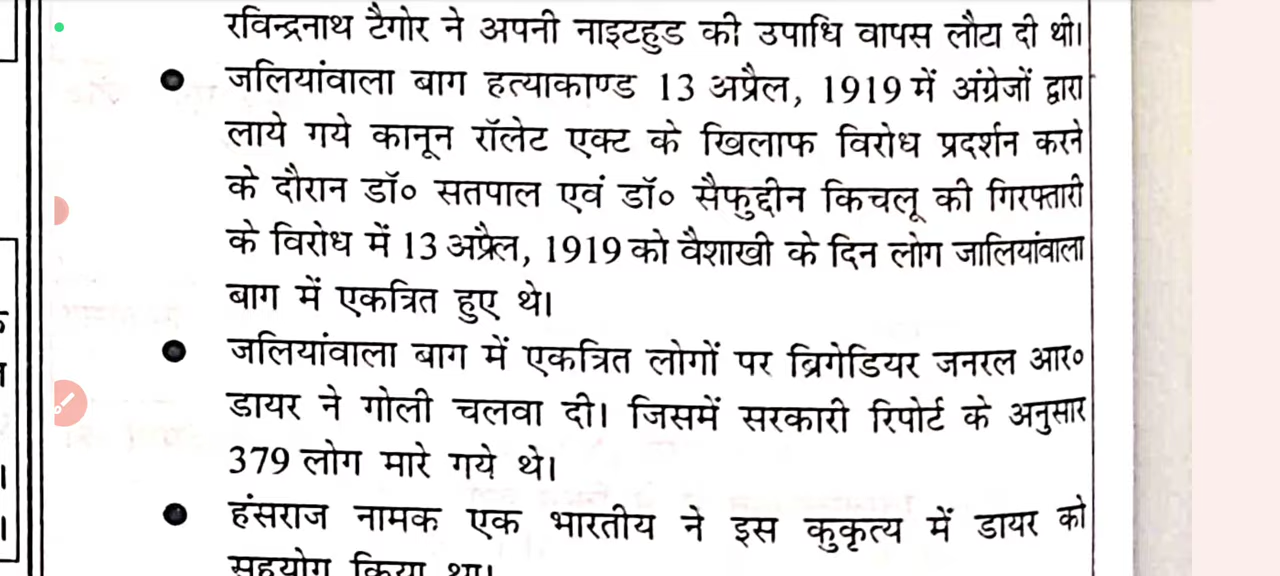 रविन्द्रनाथ टैगोर ने अपनी नाइटहुड की उपाधि वापस लौटा दी थी।
● जलियांवाला बाग हत्याकाण्ड 13 अप्रैल, 1919 में अंग्रेजों द्वारा
लाये गये कानून रॉलेट एक्ट के खिलाफ विरोध प्रदर्शन करने
के दौरान डॉ० सतपाल एवं डॉ० सैफुद्दीन किचलू की गिरफ्तारी
के विरोध में 13 अप्रैल, 1919 को वैशाखी के दिन लोग जालियांवाला
बाग में एकत्रित हुए थे।
● जलियांवाला बाग में एकत्रित लोगों पर ब्रिगेडियर जनरल आर०
डायर ने गोली चलवा दी। जिसमें सरकारी रिपोर्ट के अनुसार
379 लोग मारे गये थे।
● हंसराज नामक एक भारतीय ने इस कुकृत्य में डायर को
सहयोग किया था।